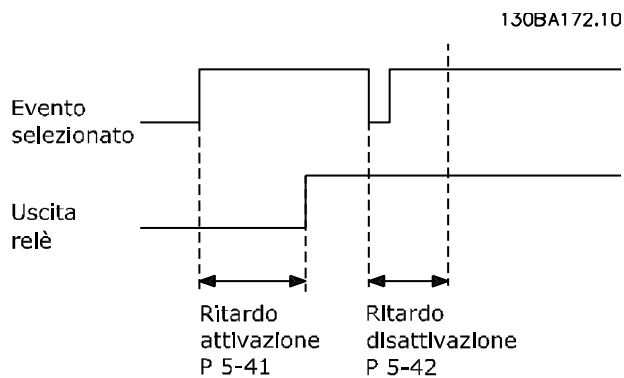 130BA172.10
Evento
selezionato
Uscita
relè
Ritardo
attivazione
P 5-41
Ritardo
disattivazione
P 5-42